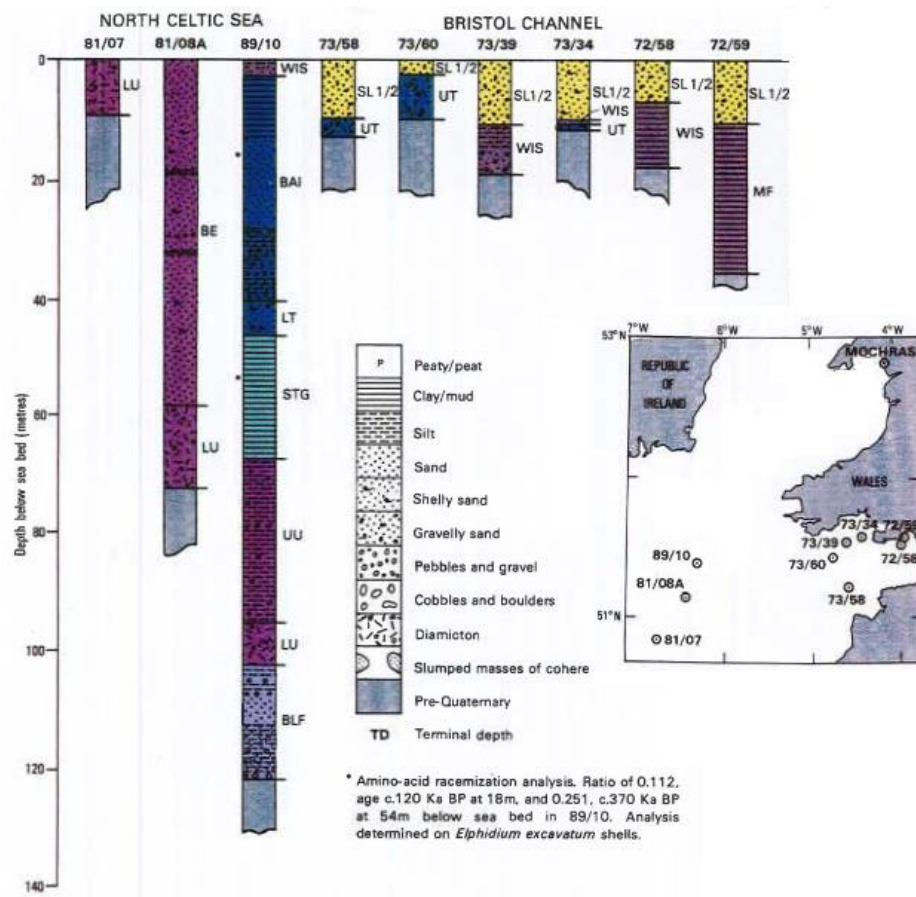 NORTH CELTIC SEA
BRISTOL CHANNEL
81/07 81/08A 89/10 73/58 73/60 73/39 73/34 72/58 72/59
0
20
40
60
80
100
120
140
Depth below sea bed (metres)
LU
BE
LU
WIS
BAI
LT
STG
UU
LU
BLF
SL 1/2
UT
SL 1/2
UT
SL1/2
WIS
SL1/2
WIS
UT
SL1/2
WIS
SL1/2
MF
P Peaty/peat
Clay/mud
Silt
Sand
Shelly sand
Gravelly sand
Pebbles and gravel
Cobbles and boulders
Diamicton
Slumped masses of cohere
Pre-Quaternary
TD Terminal depth
* Amino-acid racemization analysis. Ratio of 0.112,
age c.120 Ka BP at 18m, and 0.251, c.370 Ka BP
at 54m below sea bed in 89/10. Analysis
determined on Elphidium excavatum shells.
7°W 6°W 5°W 4°W
53°N
51°N
MOCHRAS
REPUBLIC
OF
IRELAND
WALES
73/34
73/39
72/58
73/60
73/58
89/10
81/08A
81/07